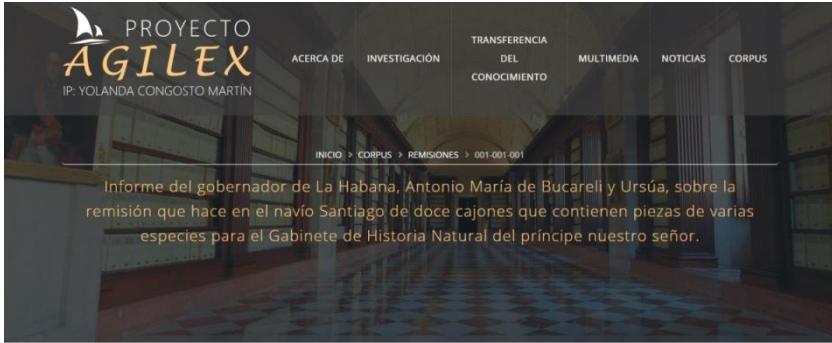 PROYECTO
AGILEX
IP: YOLANDA CONGOSTO MARTÍN
ACERCA DE
INVESTIGACIÓN
TRANSFERENCIA
DEL
CONOCIMIENTO
MULTIMEDIA
NOTICIAS
CORPUS
INICIO > CORPUS > REMISIONES > 001-001-001
Informe del gobernador de La Habana, Antonio María de Bucareli y Ursúa, sobre la
remisión que hace en el navío Santiago de doce cajones que contienen piezas de varias
especies para el Gabinete de Historia Natural del príncipe nuestro señor.